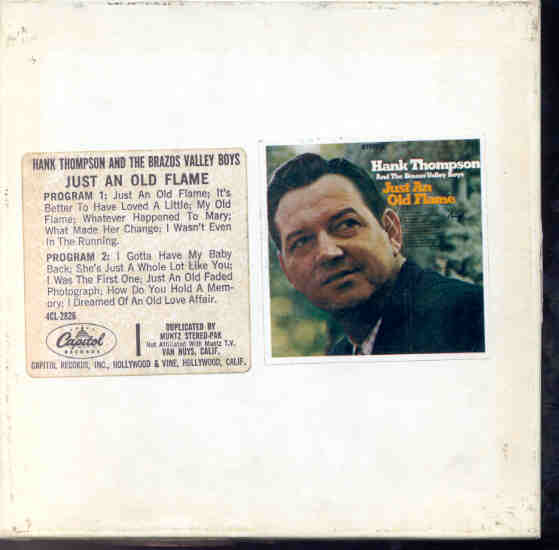 HANK THOMPSON AND THE BRAZOS VALLEY BOYS
JUST AN OLD FLAME
PROGRAM 1: Just An Old Flame; It's
Better To Have Loved A Little; My Old
Flame; Whatever Happened To Mary;
What Made Her Change; I Wasn't Even
In The Running.
PROGRAM 2: I Gotta Have My Baby
Back; She's Just A Whole Lot Like You;
I Was The First One; Just An Old Faded
Photograph; How Do You Hold A Mem-
ory; I Dreamed Of An Old Love Affair.
4CL-2826
Capitol
RECORDS
DUPLICATED BY
MUNTZ STEREO-PAK
Not Affiliated With Muntz T.V.
VAN NUYS, CALIF.
CAPITOL RECORDS, INC., HOLLYWOOD & VINE, HOLLYWOOD, CALIF.
STEREO
Hank Thompson
And The Brazos Valley Boys
Just An
Old Flame